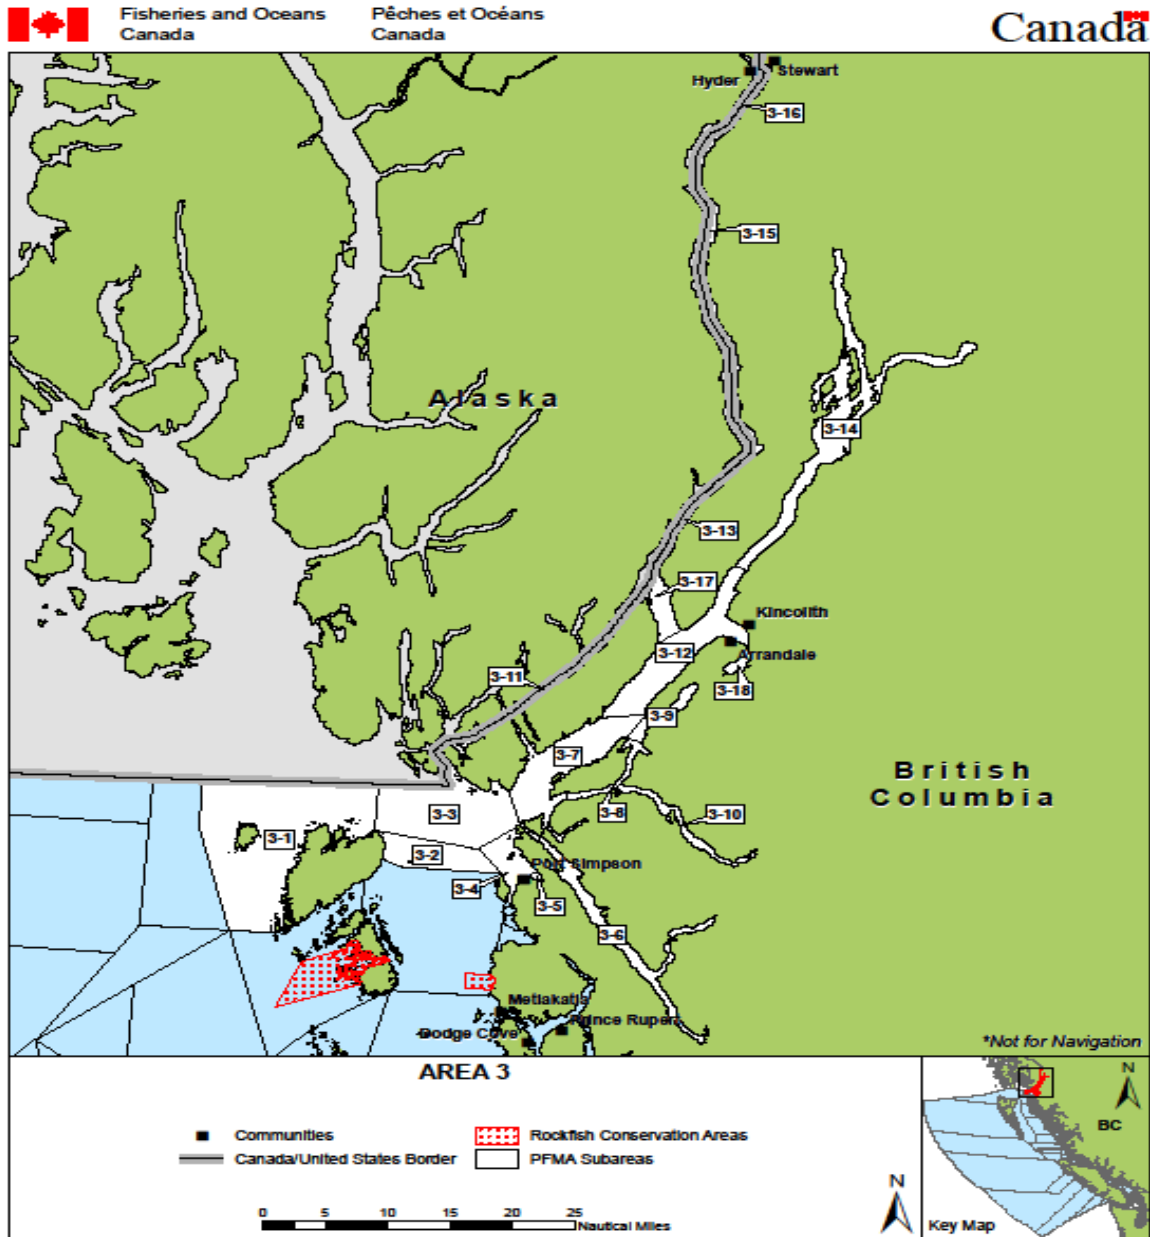 Fisheries and Oceans Pêches et Océans
Canada Canada
Canada
Hyder Stewart
3-16
3-15
Alaska
3-14
3-13
3-17
Kincolith
3-12 Arrandale
3-11 3-18
3-9
3-7
British
Columbia
3-8 3-10
3-3
3-1
3-2
Port Simpson
3-4 3-5
3-6
Metlakatla
Dodge Cove Prince Rupert
*Not for Navigation
AREA 3
Communities Rockfish Conservation Areas
Canada/United States Border PFMA Subareas
0 5 10 15 20 25
Nautical Miles
N
N
BC
Key Map